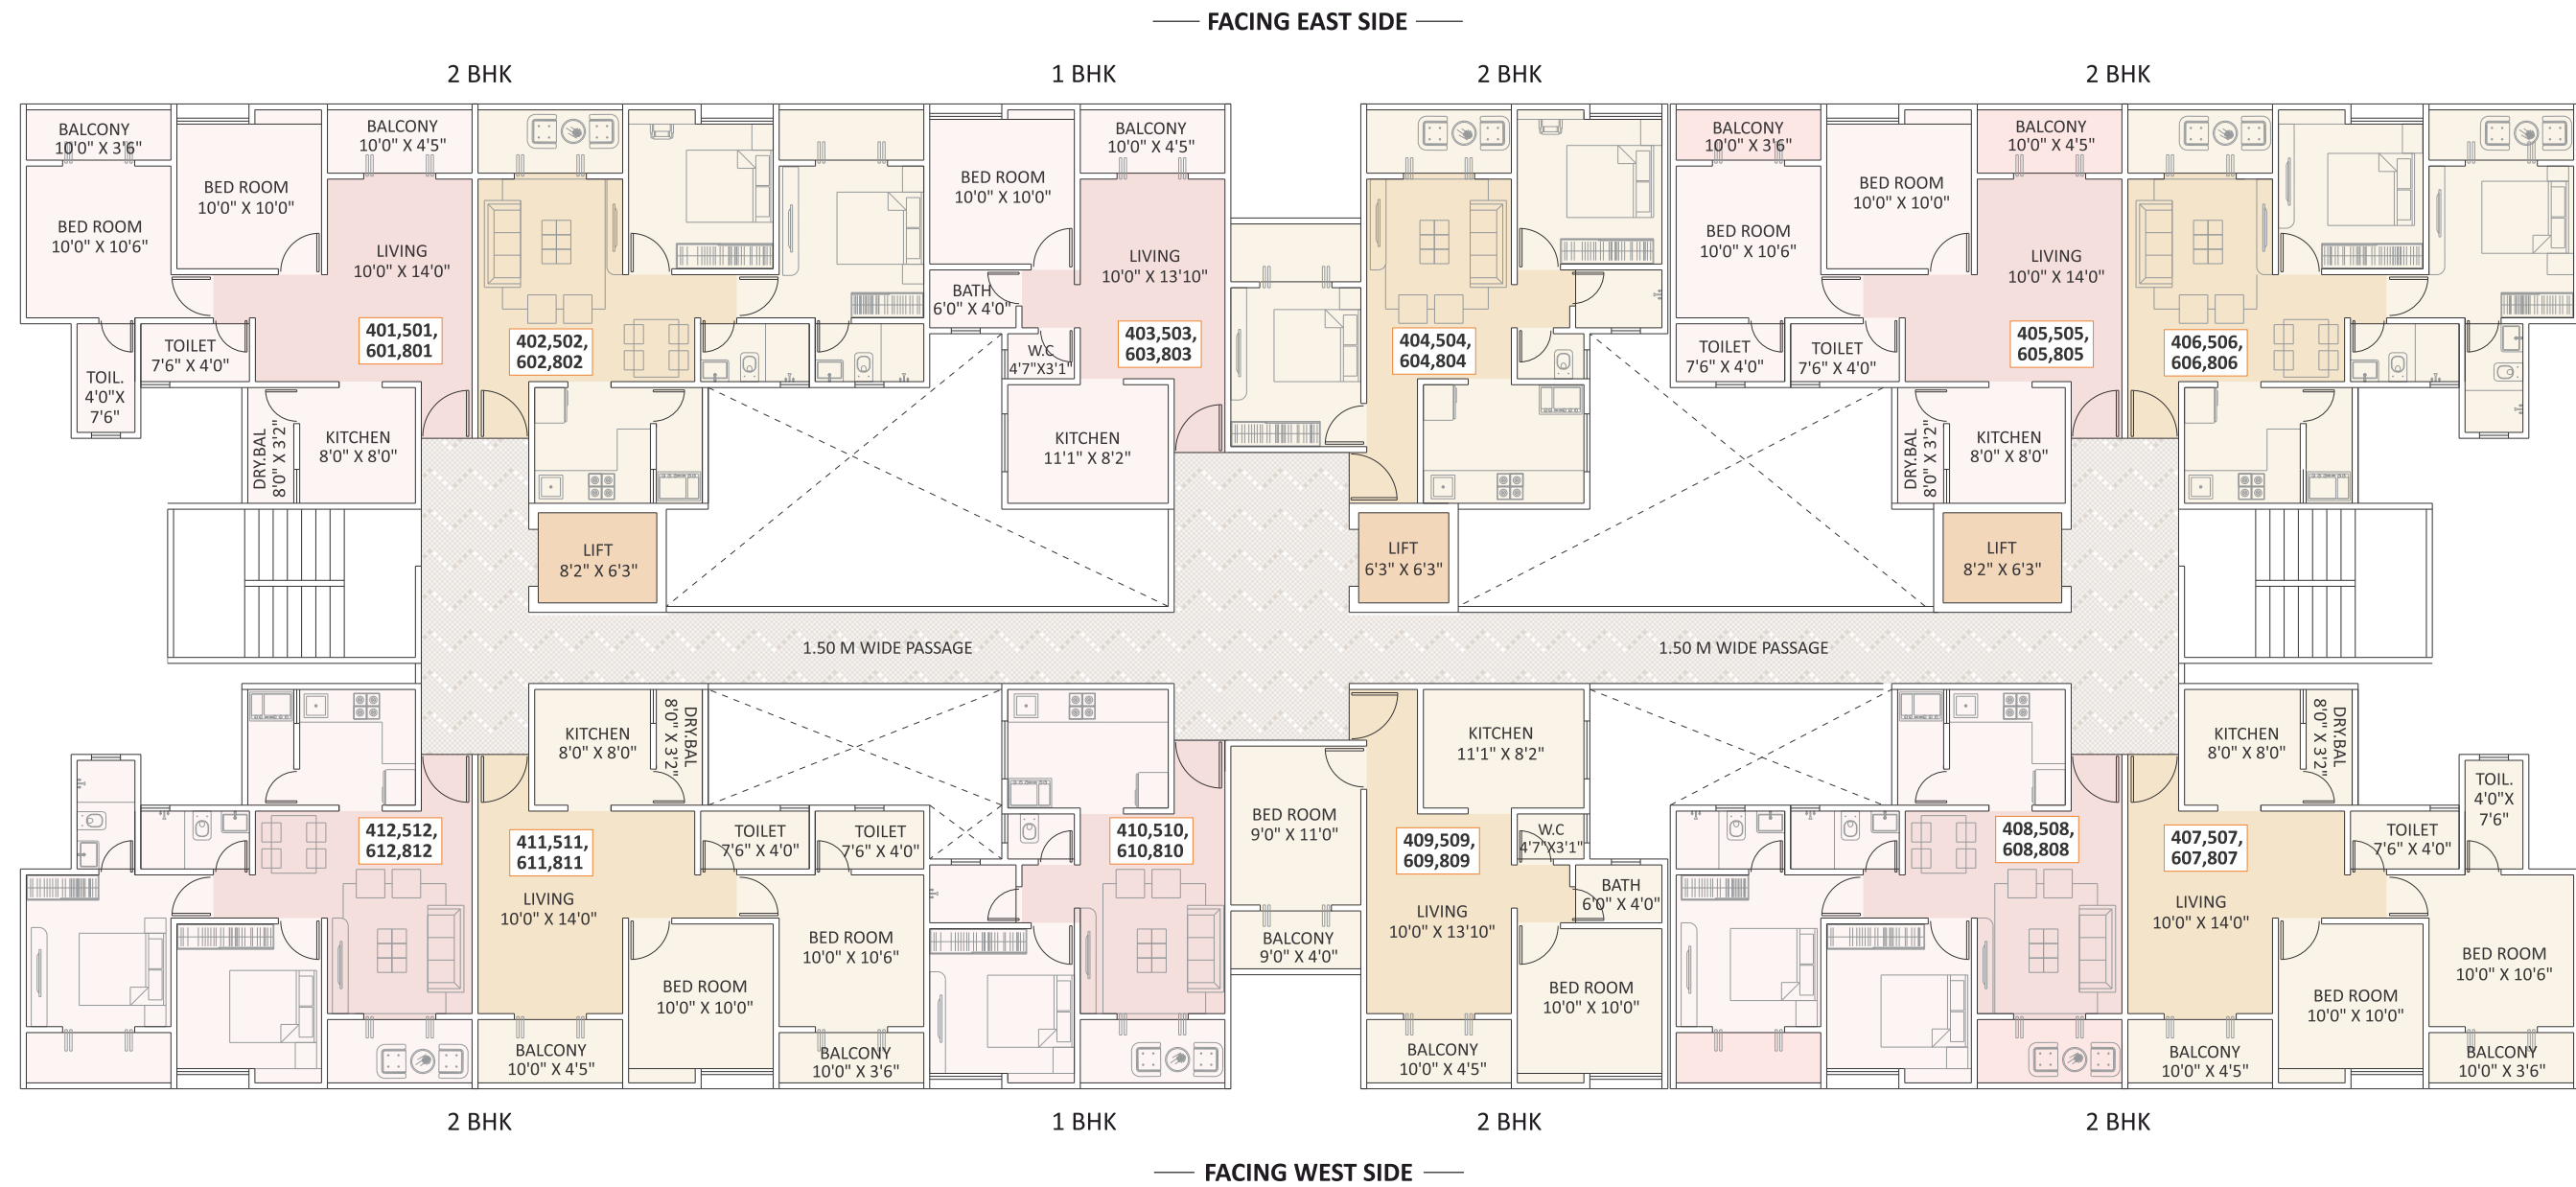 FACING EAST SIDE
2 BHK
1 BHK
2 BHK
2 BHK
BALCONY
10'0" X 3'6"
BED ROOM
10'0" X 10'6"
BED ROOM
10'0" X 10'0"
BALCONY
10'0" X 4'5"
LIVING
10'0" X 14'0"
401,501,
601,801
TOILET
7'6" X 4'0"
TOIL.
4'0"X
7'6"
DRY.BAL
8'0" X 3'2"
KITCHEN
8'0" X 8'0"
402,502,
602,802
BED ROOM
10'0" X 10'0"
BALCONY
10'0" X 4'5"
LIVING
10'0" X 13'10"
BATH
6'0" X 4'0"
W.C
4'7"X3'1"
403,503,
603,803
KITCHEN
11'1" X 8'2"
404,504,
604,804
BALCONY
10'0" X 3'6"
BED ROOM
10'0" X 10'6"
BED ROOM
10'0" X 10'0"
BALCONY
10'0" X 4'5"
LIVING
10'0" X 14'0"
405,505,
605,805
TOILET
7'6" X 4'0"
TOILET
7'6" X 4'0"
DRY.BAL
8'0" X 3'2"
KITCHEN
8'0" X 8'0"
406,506,
606,806
LIFT
8'2" X 6'3"
LIFT
6'3" X 6'3"
LIFT
8'2" X 6'3"
1.50 M WIDE PASSAGE
1.50 M WIDE PASSAGE
412,512,
612,812
KITCHEN
8'0" X 8'0"
DRY.BAL
8'0" X 3'2"
411,511,
611,811
TOILET
7'6" X 4'0"
TOILET
7'6" X 4'0"
LIVING
10'0" X 14'0"
BED ROOM
10'0" X 10'0"
BED ROOM
10'0" X 10'6"
BALCONY
10'0" X 4'5"
BALCONY
10'0" X 3'6"
410,510,
610,810
BED ROOM
9'0" X 11'0"
BALCONY
9'0" X 4'0"
KITCHEN
11'1" X 8'2"
409,509,
609,809
W.C
4'7"X3'1"
BATH
6'0" X 4'0"
LIVING
10'0" X 13'10"
BED ROOM
10'0" X 10'0"
BALCONY
10'0" X 4'5"
408,508,
608,808
KITCHEN
8'0" X 8'0"
DRY.BAL
8'0" X 3'2"
407,507,
607,807
TOILET
7'6" X 4'0"
TOIL.
4'0"X
7'6"
LIVING
10'0" X 14'0"
BED ROOM
10'0" X 10'0"
BED ROOM
10'0" X 10'6"
BALCONY
10'0" X 4'5"
BALCONY
10'0" X 3'6"
2 BHK
1 BHK
2 BHK
2 BHK
FACING WEST SIDE